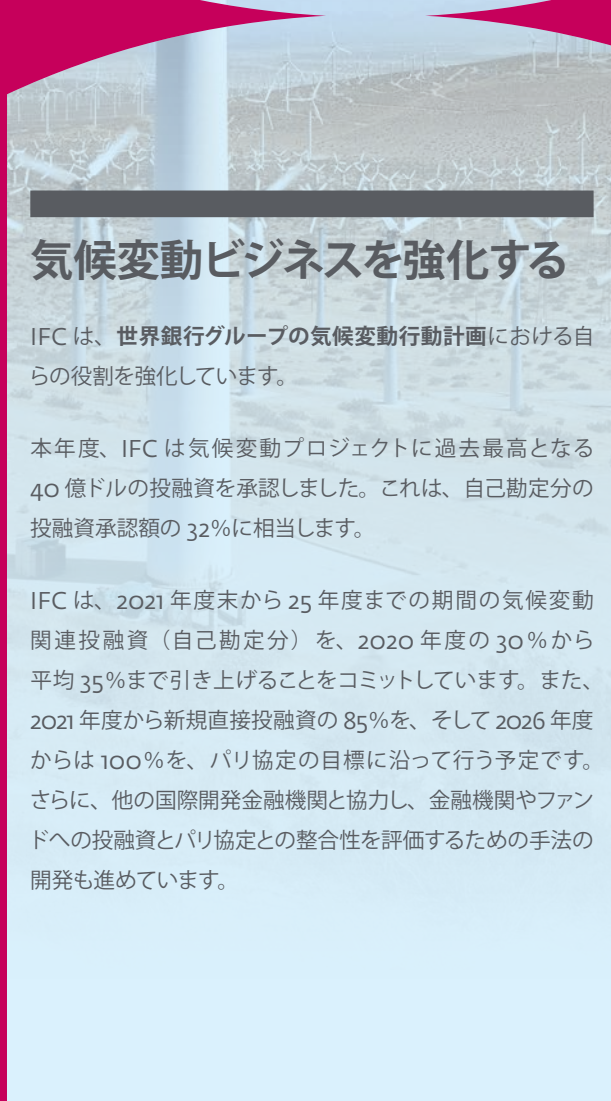 気候変動ビジネスを強化する
IFC は、世界銀行グループの気候変動行動計画における自
らの役割を強化しています。
本年度、IFC は気候変動プロジェクトに過去最高となる
40 億ドルの投融資を承認しました。これは、自己勘定分の
投融資承認額の 32%に相当します。
IFC は、2021 年度末から 25 年度までの期間の気候変動
関連投融資（自己勘定分）を、2020 年度の 30%から
平均 35%まで引き上げることをコミットしています。また、
2021 年度から新規直接投融資の 85%を、そして 2026 年度
からは 100%を、パリ協定の目標に沿って行う予定です。
さらに、他の国際開発金融機関と協力し、金融機関やファン
ドへの投融資とパリ協定との整合性を評価するための手法の
開発も進めています。